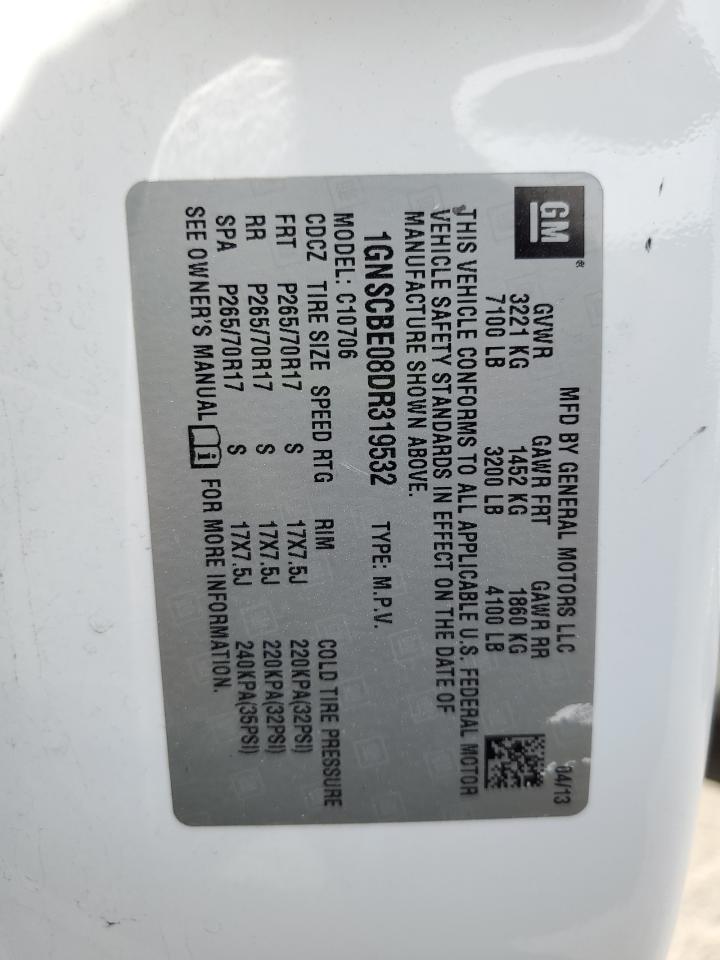 GM®
MFD BY GENERAL MOTORS LLC
04/13
GVWR GAWR FRT GAWR RR
3221 KG 1452 KG 1860 KG
7100 LB 3200 LB 4100 LB
THIS VEHICLE CONFORMS TO ALL APPLICABLE U.S. FEDERAL MOTOR
VEHICLE SAFETY STANDARDS IN EFFECT ON THE DATE OF
MANUFACTURE SHOWN ABOVE.
1GNSCBE08DR319532 TYPE: M.P.V.
MODEL: C10706
CDCZ TIRE SIZE SPEED RTG RIM COLD TIRE PRESSURE
FRT P265/70R17 S 17X7.5J 220KPA(32PSI)
RR P265/70R17 S 17X7.5J 220KPA(32PSI)
SPA P265/70R17 S 17X7.5J 240KPA(35PSI)
SEE OWNER'S MANUAL i FOR MORE INFORMATION.